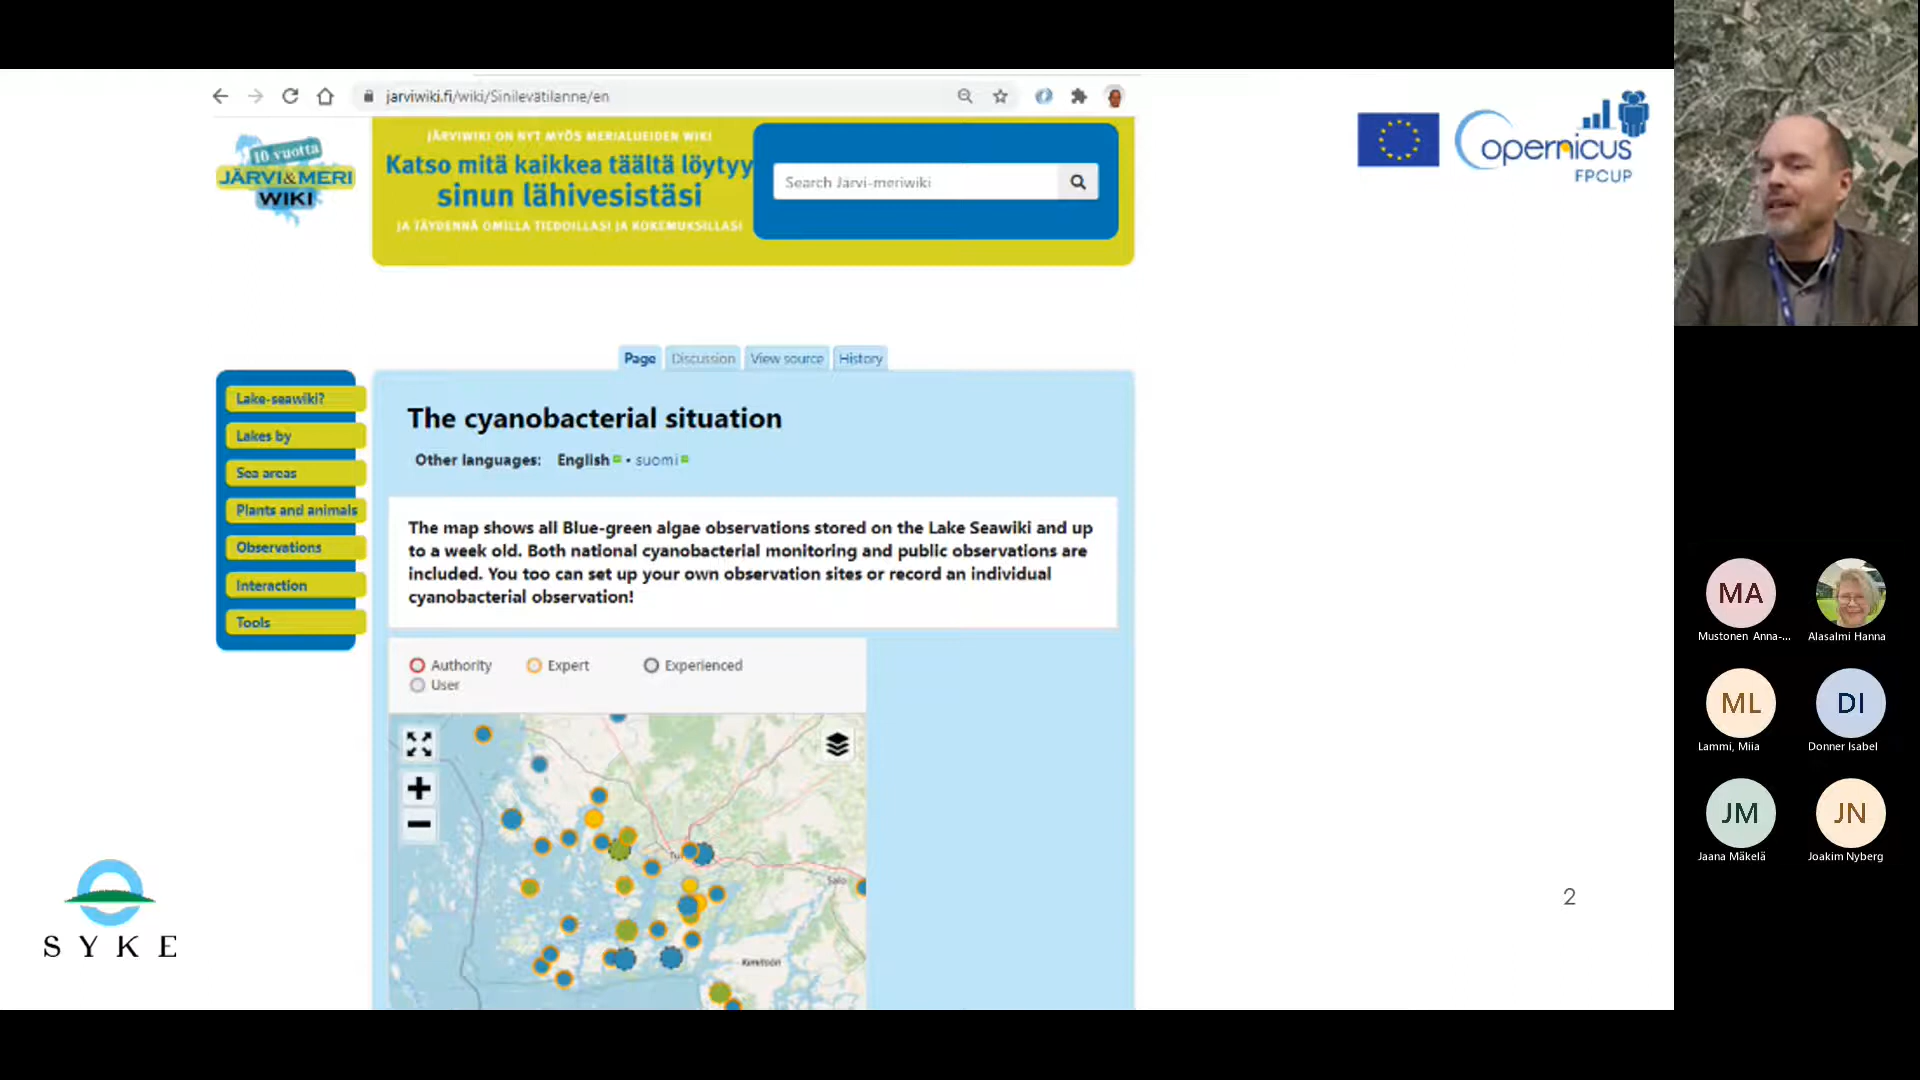 jarviwiki.fi/wiki/Sinilevätilanne/en
10 vuotta
JÄRVI&MERI
WIKI
JÄRVIWIKI ON NYT MYÖS MERIALUEIDEN WIKI
Katso mitä kaikkea täältä löytyy
sinun lähivesistäsi
JA TÄYDENNÄ OMILLA TIEDOILLASI JA KOKEMUKSILLASI
Search Järvi-meriwiki
opernicus
FPCUP
Page
Discussion
View source
History
Lake-seawiki?
Lakes by
Sea areas
Plants and animals
Observations
Interaction
Tools
The cyanobacterial situation
Other languages: English • suomi
The map shows all Blue-green algae observations stored on the Lake Seawiki and up
to a week old. Both national cyanobacterial monitoring and public observations are
included. You too can set up your own observation sites or record an individual
cyanobacterial observation!
Authority
Expert
Experienced
User
Salo
Kimitoön
SYKE
2
MA
Mustonen Anna-...
Alasalmi Hanna
ML
Lammi, Miia
DI
Donner Isabel
JM
Jaana Mäkelä
JN
Joakim Nyberg